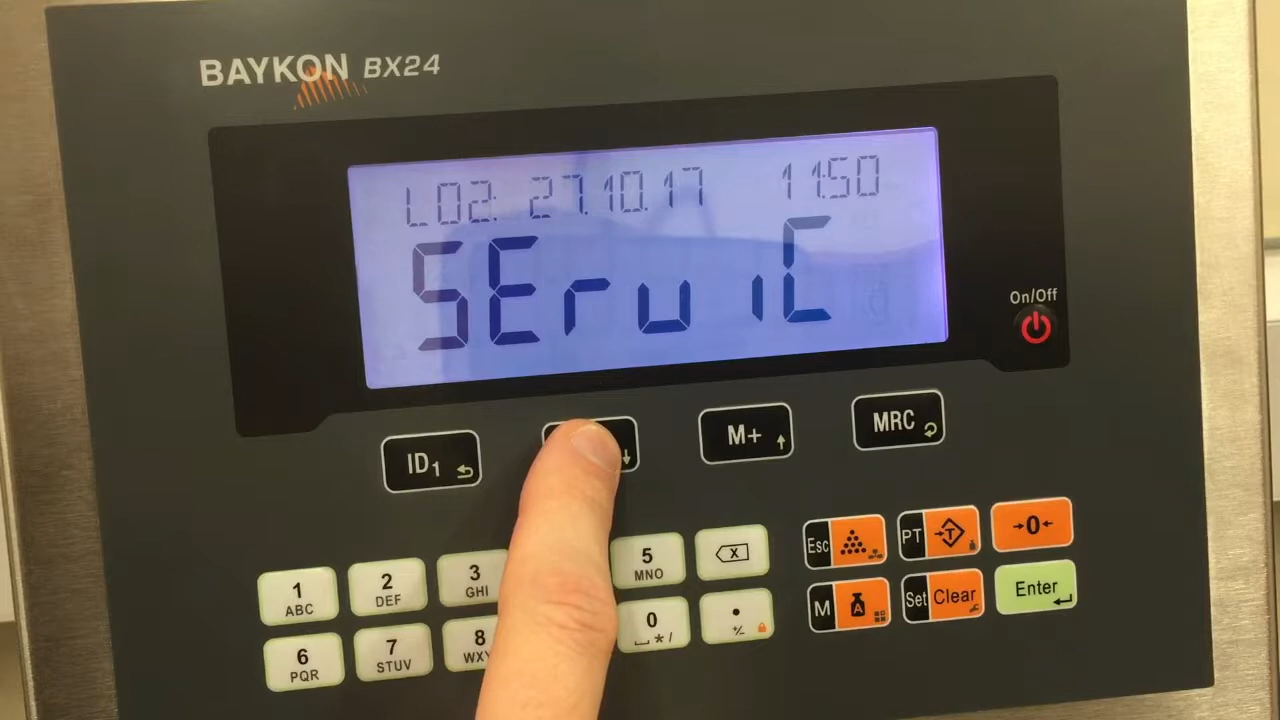 BAYKON BX24
L02: 27.10.17 11:50
SErviC
On/Off
ID1 M+ MRC
1 ABC 2 DEF 3 GHI 5 MNO X Esc PT T →0←
6 PQR 7 STUV 8 WXY 0 * / . +/- M A Set Clear Enter